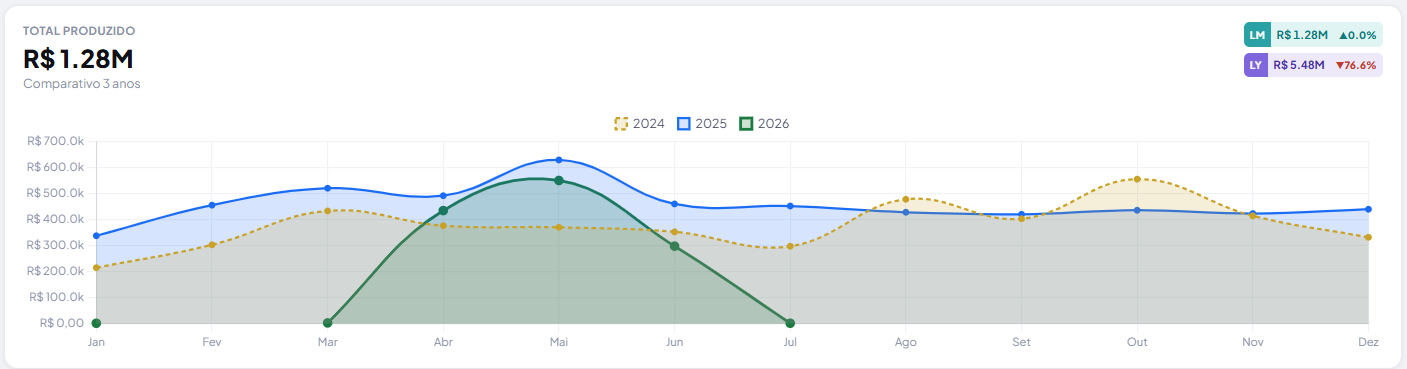 TOTAL PRODUZIDO
R$ 1.28M
Comparativo 3 anos
LM R$ 1.28M ▲0.0%
LY R$ 5.48M ▼76.6%
2024 2025 2026
R$ 700.0k
R$ 600.0k
R$ 500.0k
R$ 400.0k
R$ 300.0k
R$ 200.0k
R$ 100.0k
R$ 0,00
Jan Fev Mar Abr Mai Jun Jul Ago Set Out Nov Dez